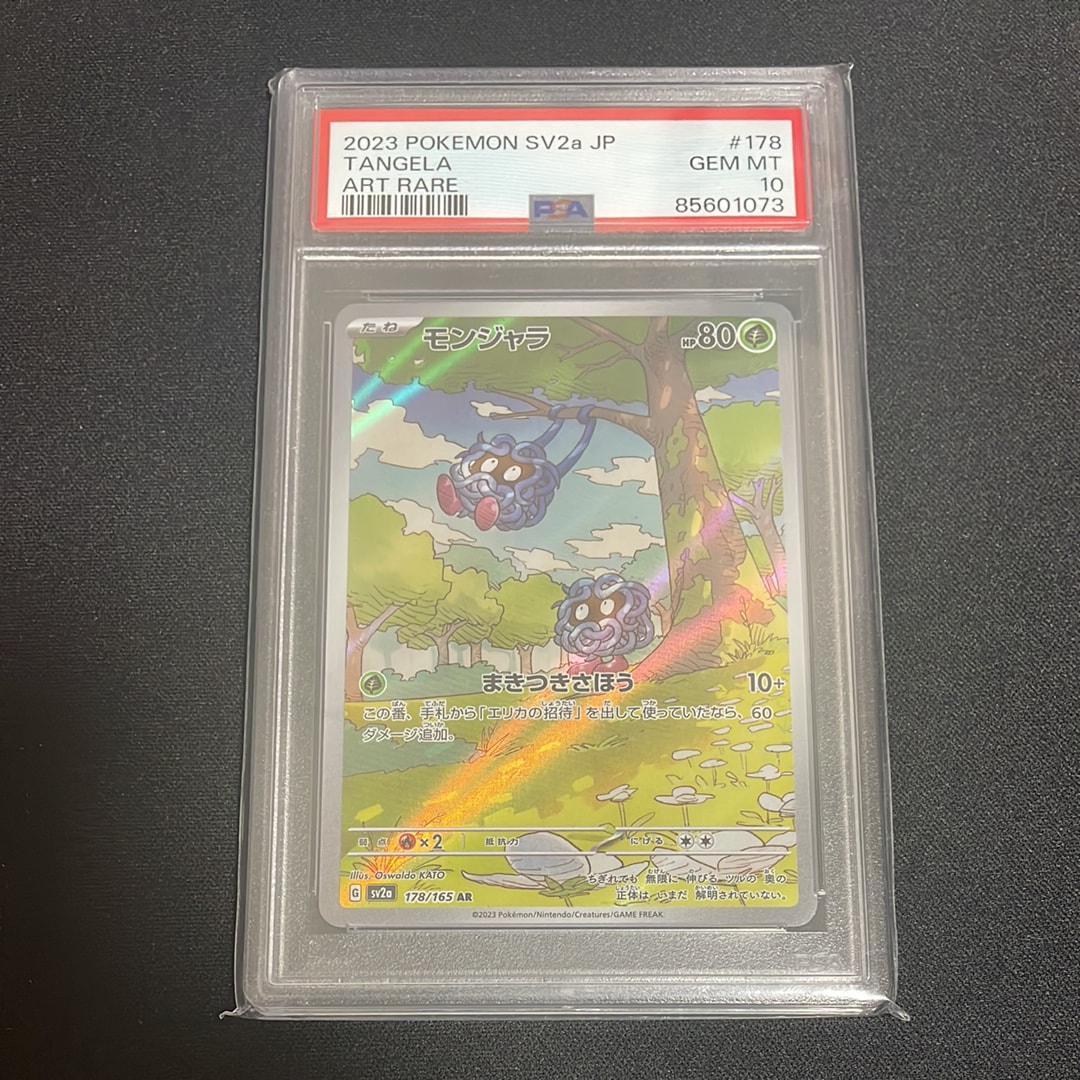 2023 POKEMON SV2a JP #178
TANGELA GEM MT
ART RARE 10
85601073
PSA
たね モンジャラ HP80
まきつきさほう 10+
この番、手札から「エリカの招待」を出して使っていたなら、60
ダメージ追加。
弱点 ×2 抵抗力 にげる
Illus. Oswaldo KATO
ちぎれても 無限に 伸びる ツルの 奥の
G sv2a 178/165 AR 正体は いまだ 解明されていない。
©2023 Pokémon/Nintendo/Creatures/GAME FREAK